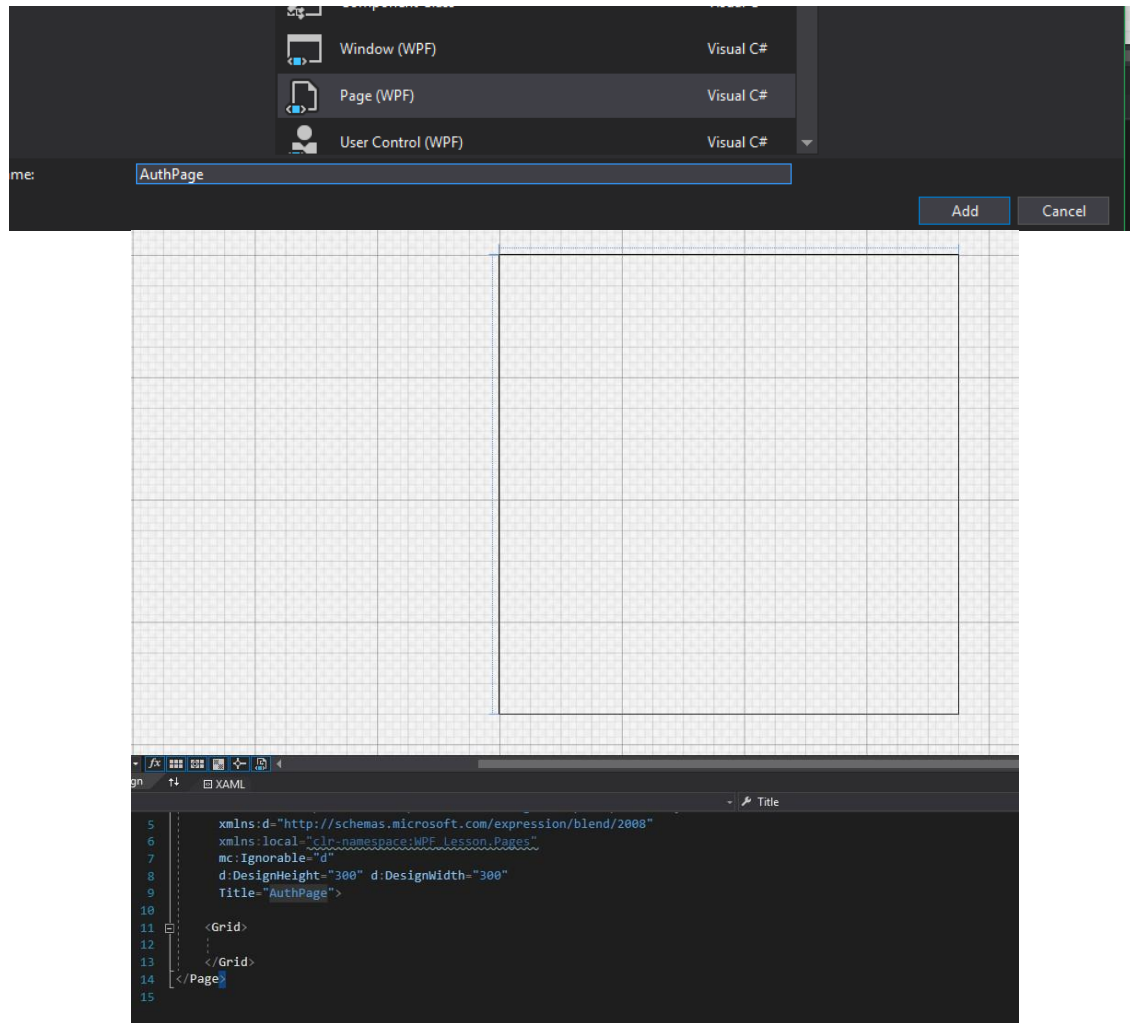 Window (WPF) Visual C#
Page (WPF) Visual C#
User Control (WPF) Visual C#
me: AuthPage
Add Cancel
fx
gn XAML
Title
5 xmlns:d="http://schemas.microsoft.com/expression/blend/2008"
6 xmlns:local="clr-namespace:WPF_Lesson.Pages"
7 mc:Ignorable="d"
8 d:DesignHeight="300" d:DesignWidth="300"
9 Title="AuthPage">
10
11 <Grid>
12
13 </Grid>
14 </Page>
15